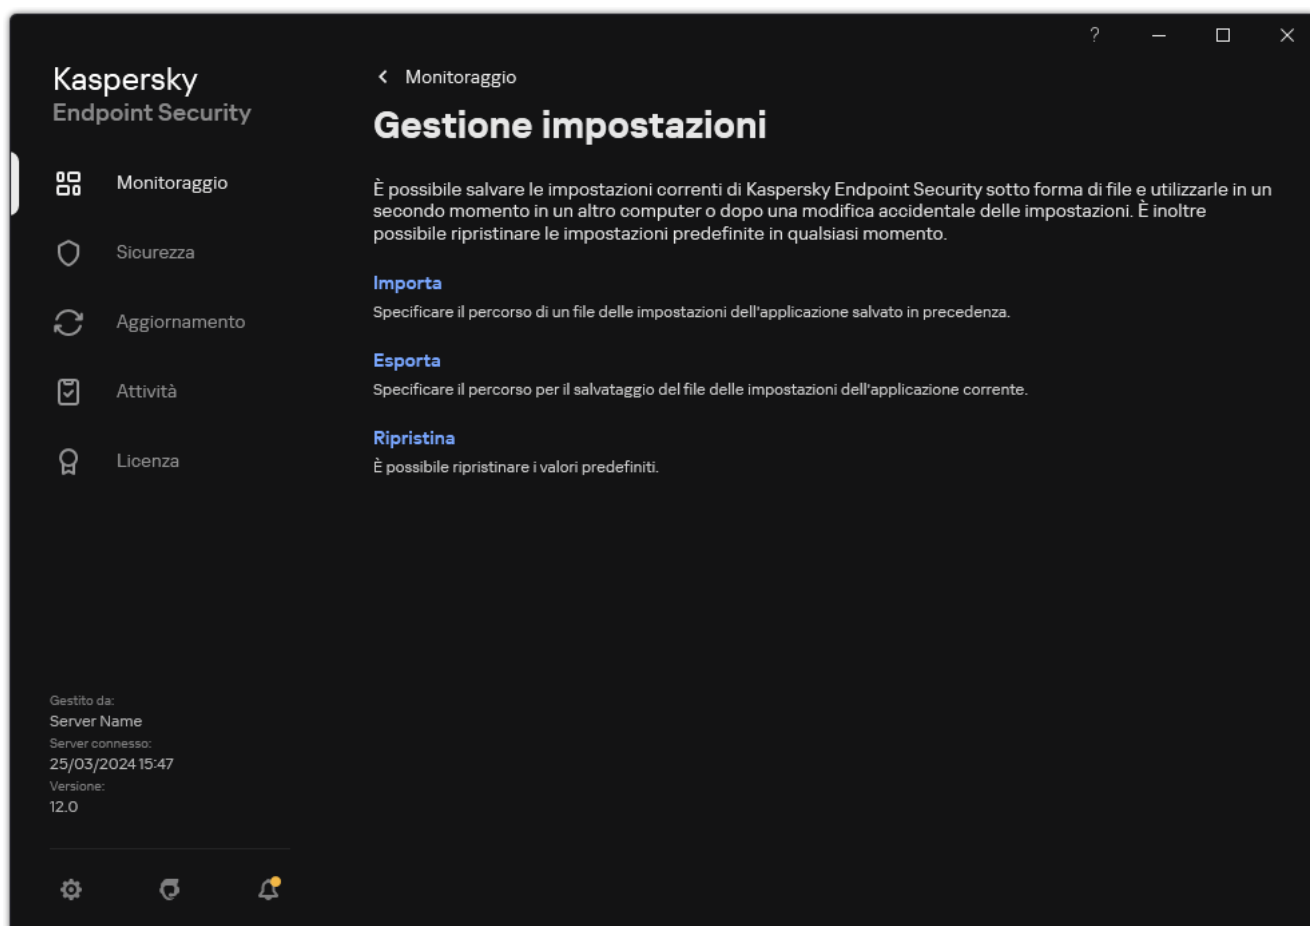 ?
Kaspersky
Endpoint Security
Monitoraggio
Sicurezza
Aggiornamento
Attività
Licenza
Gestito da:
Server Name
Server connesso:
25/03/2024 15:47
Versione:
12.0
Monitoraggio
Gestione impostazioni
È possibile salvare le impostazioni correnti di Kaspersky Endpoint Security sotto forma di file e utilizzarle in un
secondo momento in un altro computer o dopo una modifica accidentale delle impostazioni. È inoltre
possibile ripristinare le impostazioni predefinite in qualsiasi momento.
Importa
Specificare il percorso di un file delle impostazioni dell'applicazione salvato in precedenza.
Esporta
Specificare il percorso per il salvataggio del file delle impostazioni dell'applicazione corrente.
Ripristina
È possibile ripristinare i valori predefiniti.